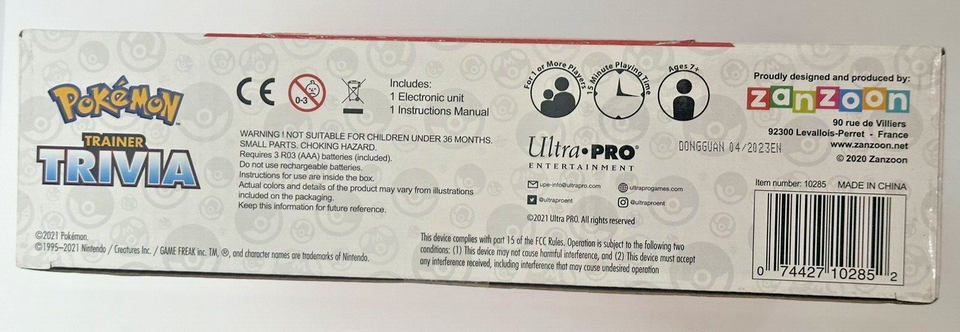 POKéMON
TM
TRAINER
TRIVIA
©2021 Pokémon.
©1995–2021 Nintendo / Creatures Inc. / GAME FREAK inc. TM, ®, and character names are trademarks of Nintendo.
CE
0-3
Includes:
1 Electronic unit
1 Instructions Manual
WARNING ! NOT SUITABLE FOR CHILDREN UNDER 36 MONTHS.
SMALL PARTS. CHOKING HAZARD.
Requires 3 R03 (AAA) batteries (included).
Do not use rechargeable batteries.
Instructions for use are inside the box.
Actual colors and details of the product may vary from illustrations
included on the packaging.
Keep this information for future reference.
For 1 or More Players
15 Minute Playing Time
Ages 7+
Ultra•PRO®
ENTERTAINMENT
upe-info@ultrapro.com
ultraprogames.com
@ultraproent
@ultraproent
©2021 Ultra PRO. All rights reserved
This device complies with part 15 of the FCC Rules. Operation is subject to the following two
conditions: (1) This device may not cause harmful interference, and (2) This device must accept
any interference received, including interference that may cause undesired operation
Proudly designed and produced by:
zanzoon
90 rue de Villiers
92300 Levallois-Perret - France
www.zanzoon.net
DONGGUAN 04/2023EN
© 2020 Zanzoon
Item number: 10285 MADE IN CHINA
0 74427 10285 2